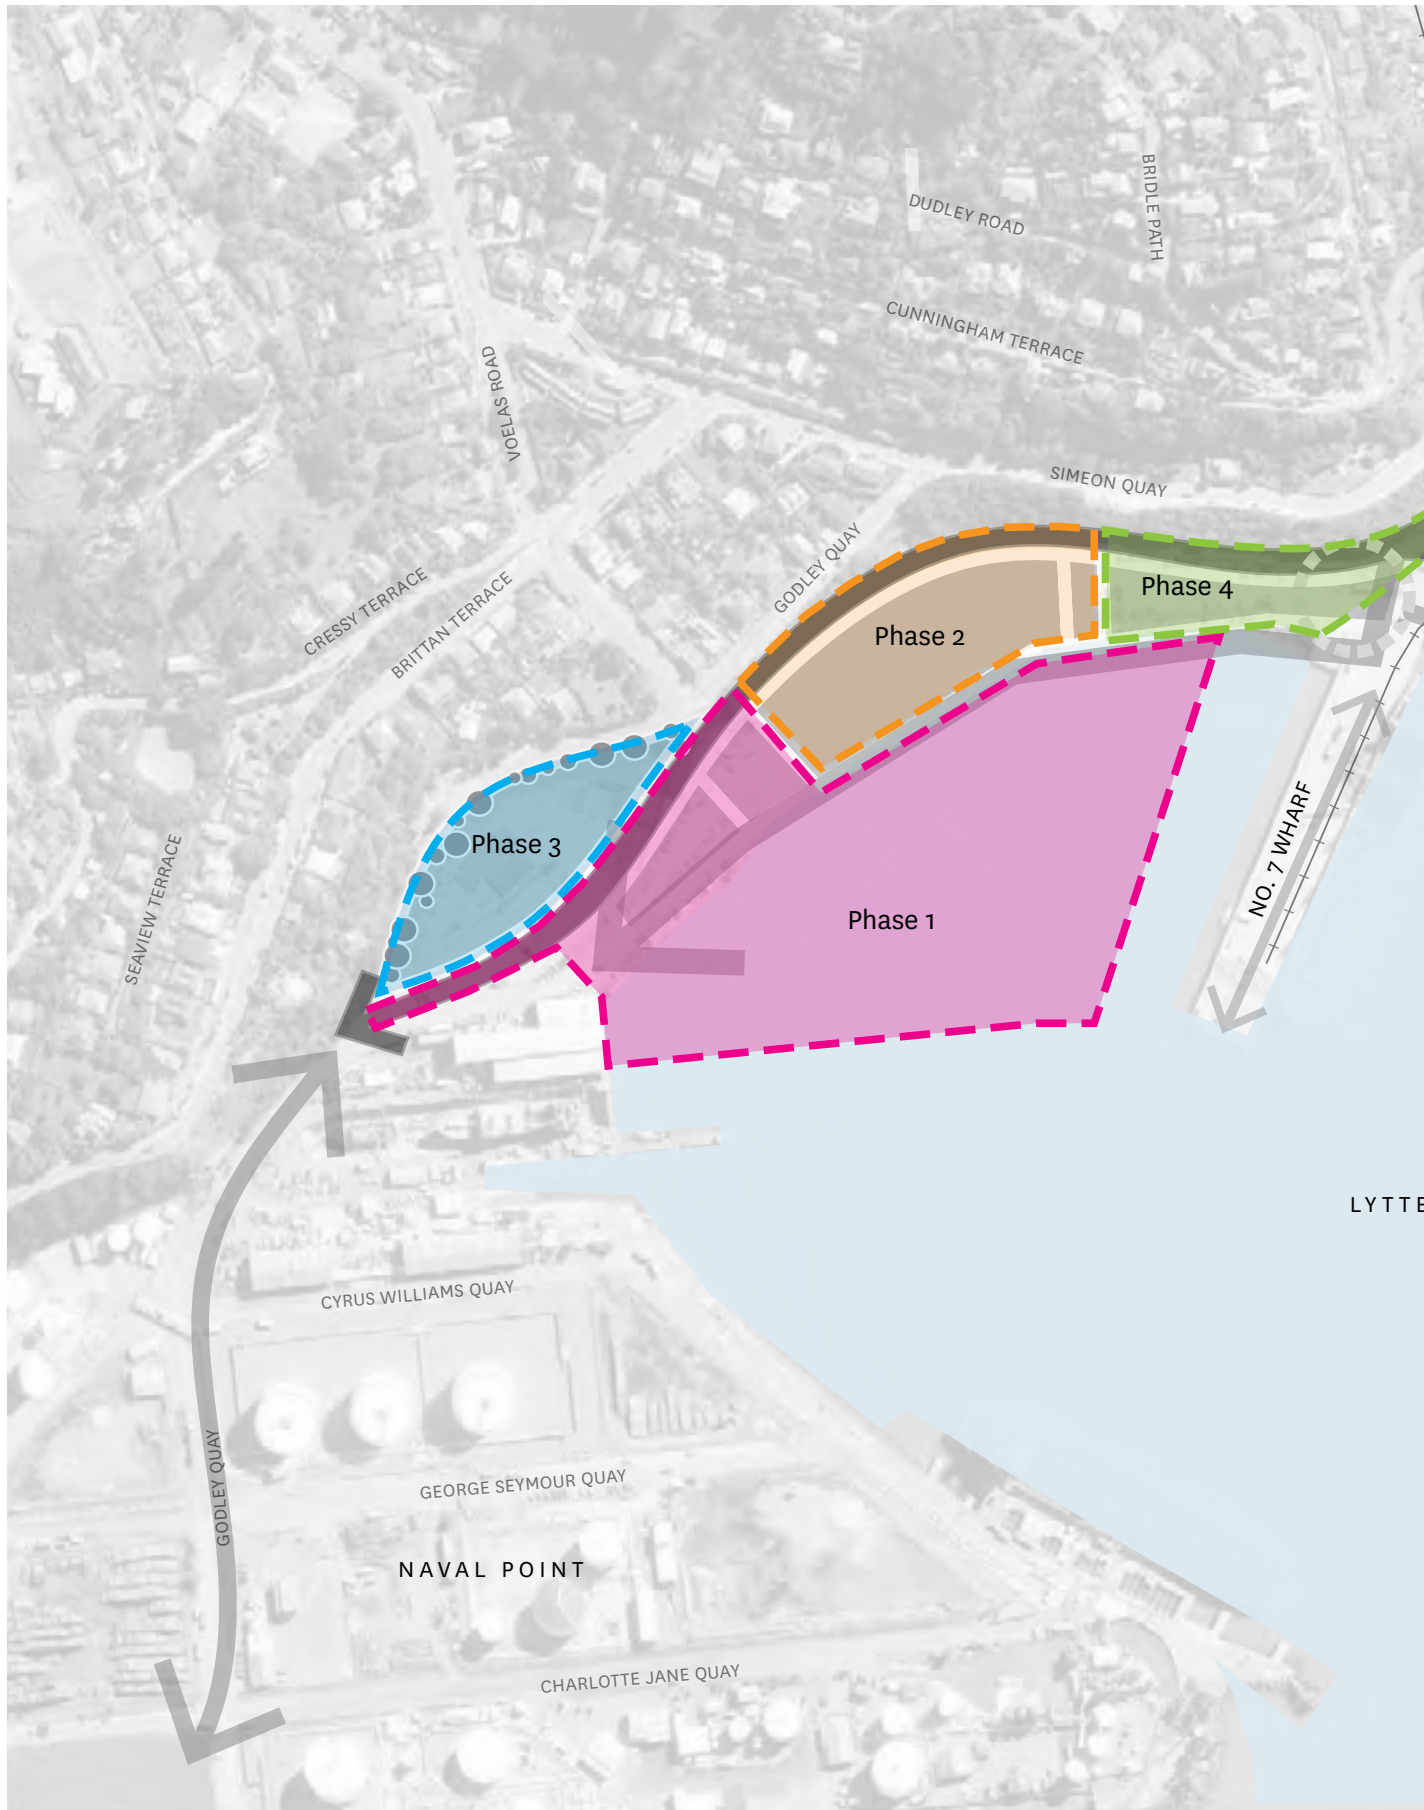 BRIDLE PATH
DUDLEY ROAD
CUNNINGHAM TERRACE
VOELAS ROAD
SIMEON QUAY
GODLEY QUAY
CRESSY TERRACE
BRITTAN TERRACE
Phase 4
Phase 2
Phase 3
SEAVIEW TERRACE
NO. 7 WHARF
Phase 1
LYTTE
CYRUS WILLIAMS QUAY
GODLEY QUAY
GEORGE SEYMOUR QUAY
NAVAL POINT
CHARLOTTE JANE QUAY